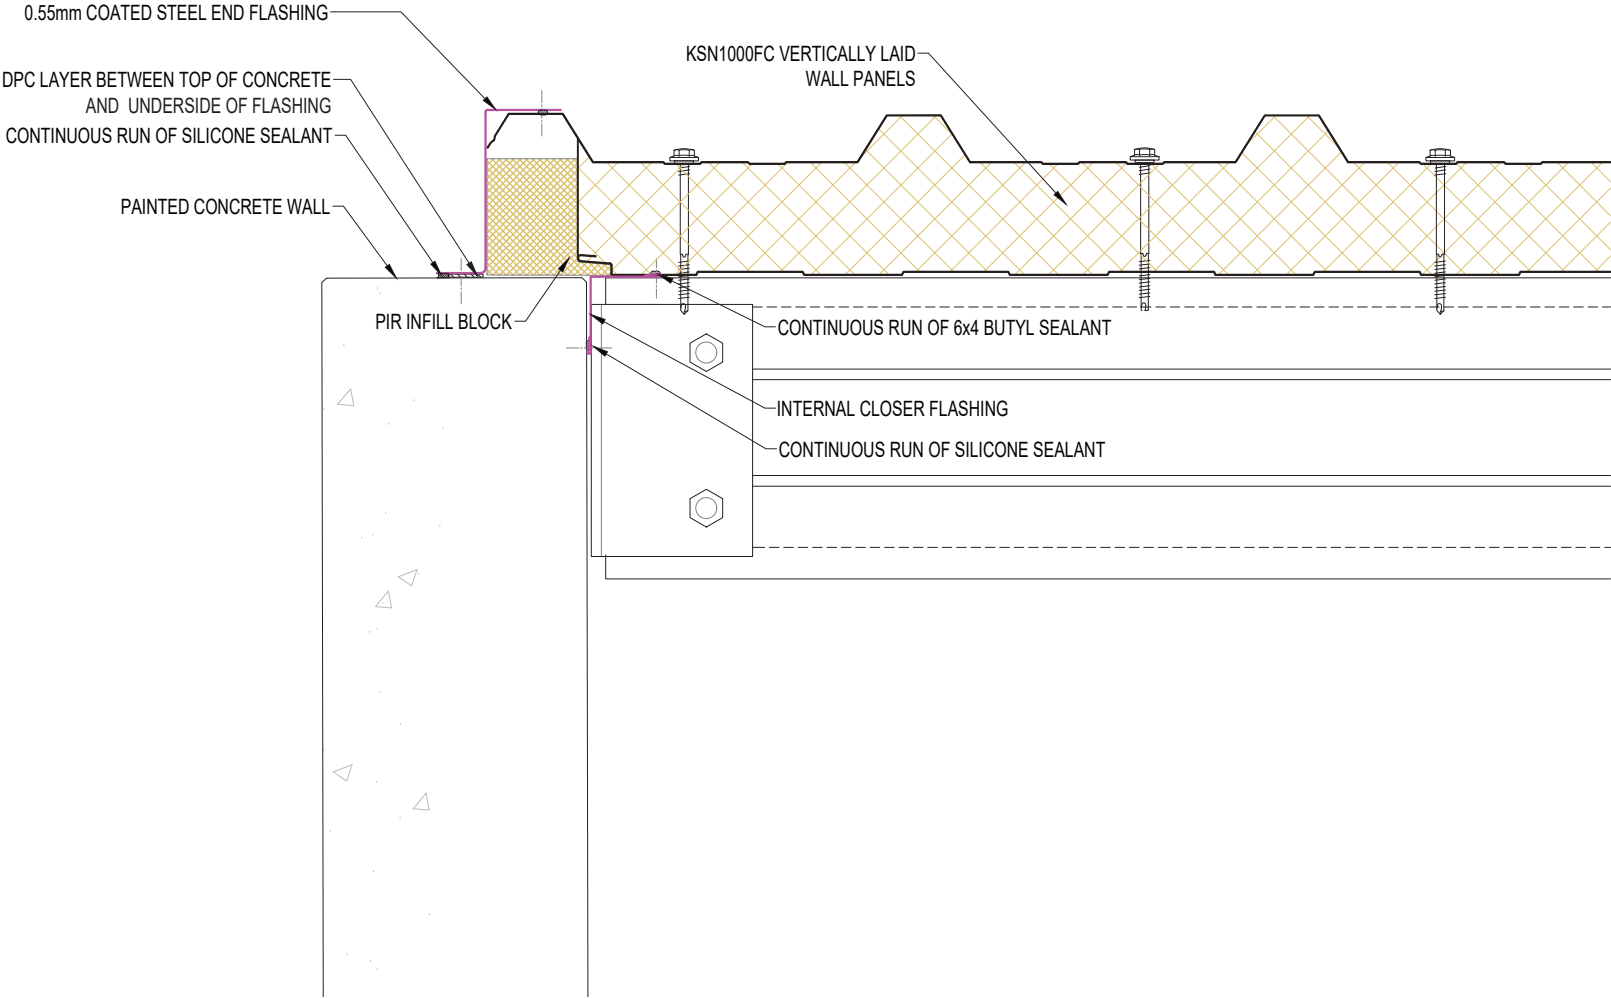 0.55mm COATED STEEL END FLASHING
DPC LAYER BETWEEN TOP OF CONCRETE
AND UNDERSIDE OF FLASHING
CONTINUOUS RUN OF SILICONE SEALANT
PAINTED CONCRETE WALL
KSN1000FC VERTICALLY LAID
WALL PANELS
PIR INFILL BLOCK
CONTINUOUS RUN OF 6x4 BUTYL SEALANT
INTERNAL CLOSER FLASHING
CONTINUOUS RUN OF SILICONE SEALANT